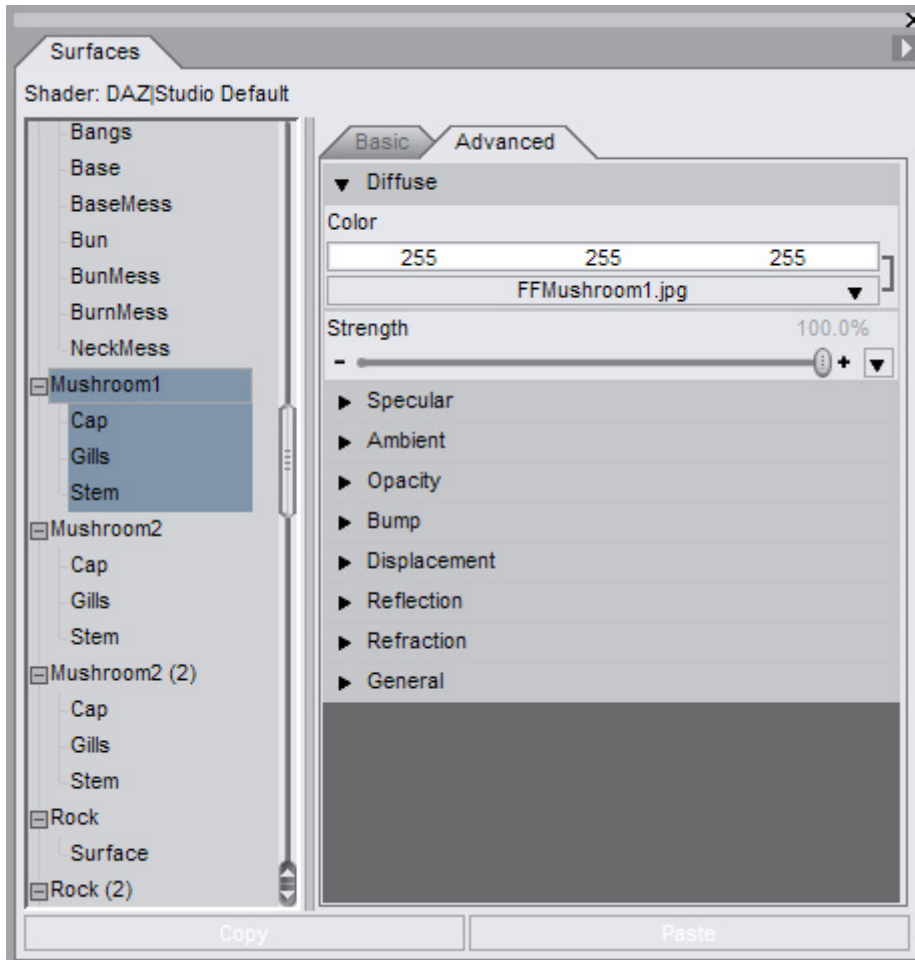 Surfaces
Shader: DAZ|Studio Default
Bangs
Base
BaseMess
Bun
BunMess
BurnMess
NeckMess
Mushroom1
Cap
Gills
Stem
Mushroom2
Cap
Gills
Stem
Mushroom2 (2)
Cap
Gills
Stem
Rock
Surface
Rock (2)
Basic Advanced
Diffuse
Color
255 255 255
FFMushroom1.jpg
Strength 100.0%
- +
Specular
Ambient
Opacity
Bump
Displacement
Reflection
Refraction
General
Copy Paste